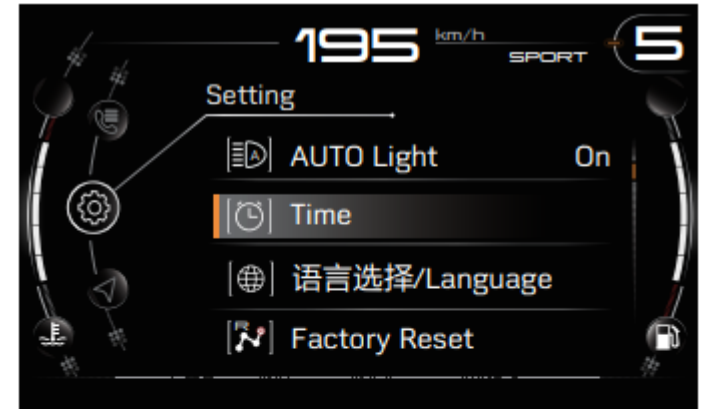 195 km/h SPORT 5
Setting
AUTO Light On
Time
语言选择/Language
Factory Reset